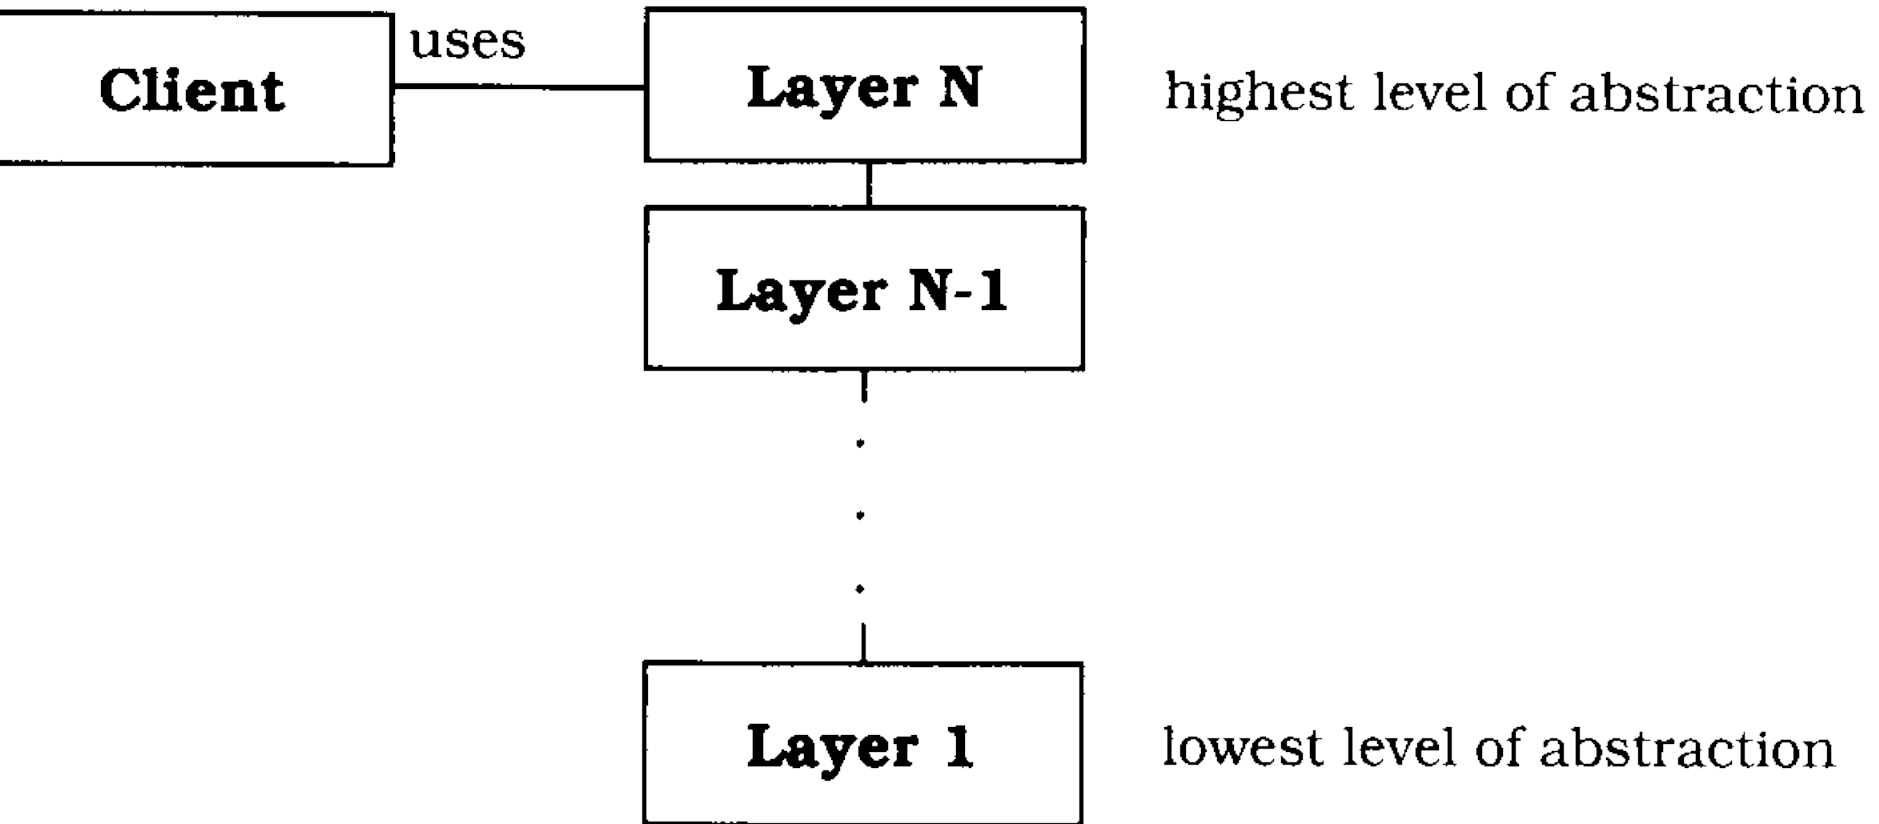 Client
uses
Layer N
highest level of abstraction
Layer N-1
Layer 1
lowest level of abstraction